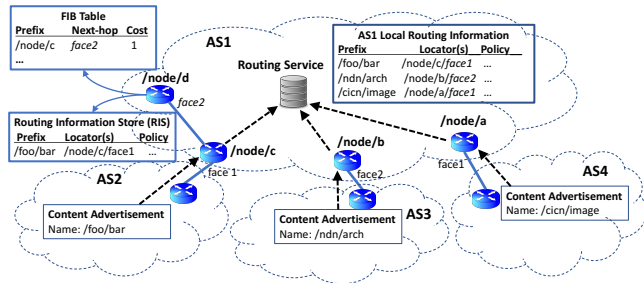 FIB Table
Prefix Next-hop Cost
/node/c face2 1
...
AS1
AS1 Local Routing Information
Prefix Locator(s) Policy
/foo/bar /node/c/face1 ...
/ndn/arch /node/b/face2 ...
/cicn/image /node/a/face1 ...
Routing Service
/node/d
face2
Routing Information Store (RIS)
Prefix Locator(s) Policy
/foo/bar /node/c/face1 ...
/node/c
/node/b
/node/a
face 1
face2
face1
AS2
AS3
AS4
Content Advertisement
Name: /foo/bar
Content Advertisement
Name: /ndn/arch
Content Advertisement
Name: /cicn/image